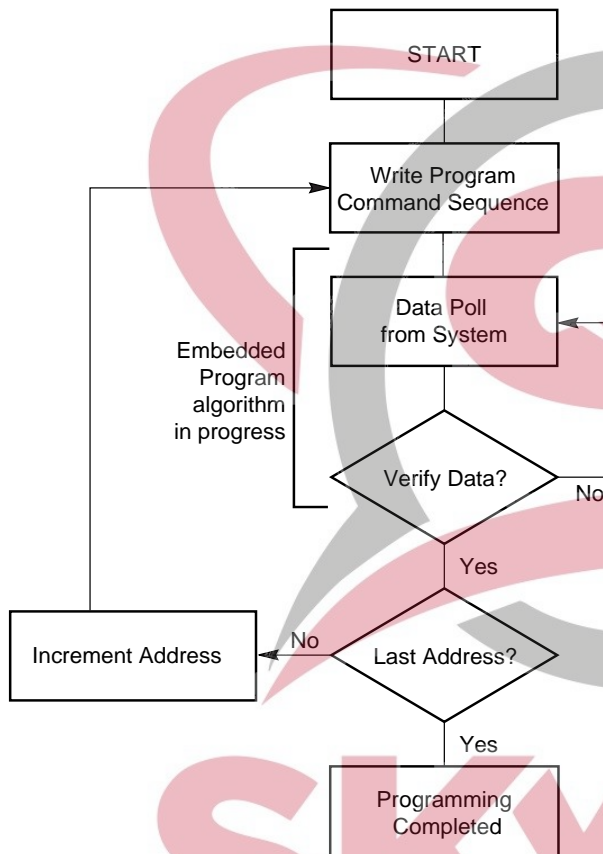 START
Write Program
Command Sequence
Data Poll
from System
Embedded
Program
algorithm
in progress
Verify Data?
No
Yes
Increment Address
No
Last Address?
Yes
Programming
Completed